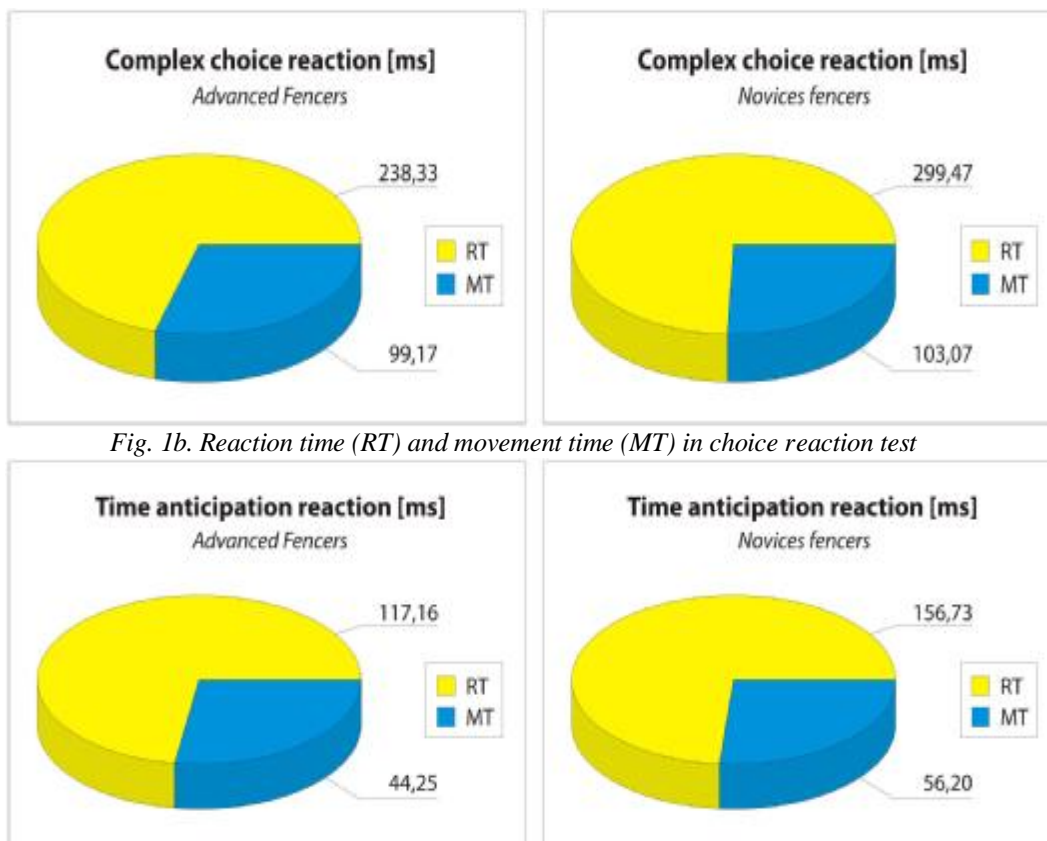 Complex choice reaction [ms]
Advanced Fencers
238,33
RT
MT
99,17
Complex choice reaction [ms]
Novices fencers
299,47
RT
MT
103,07
Fig. 1b. Reaction time (RT) and movement time (MT) in choice reaction test
Time anticipation reaction [ms]
Advanced Fencers
117,16
RT
MT
44,25
Time anticipation reaction [ms]
Novices fencers
156,73
RT
MT
56,20